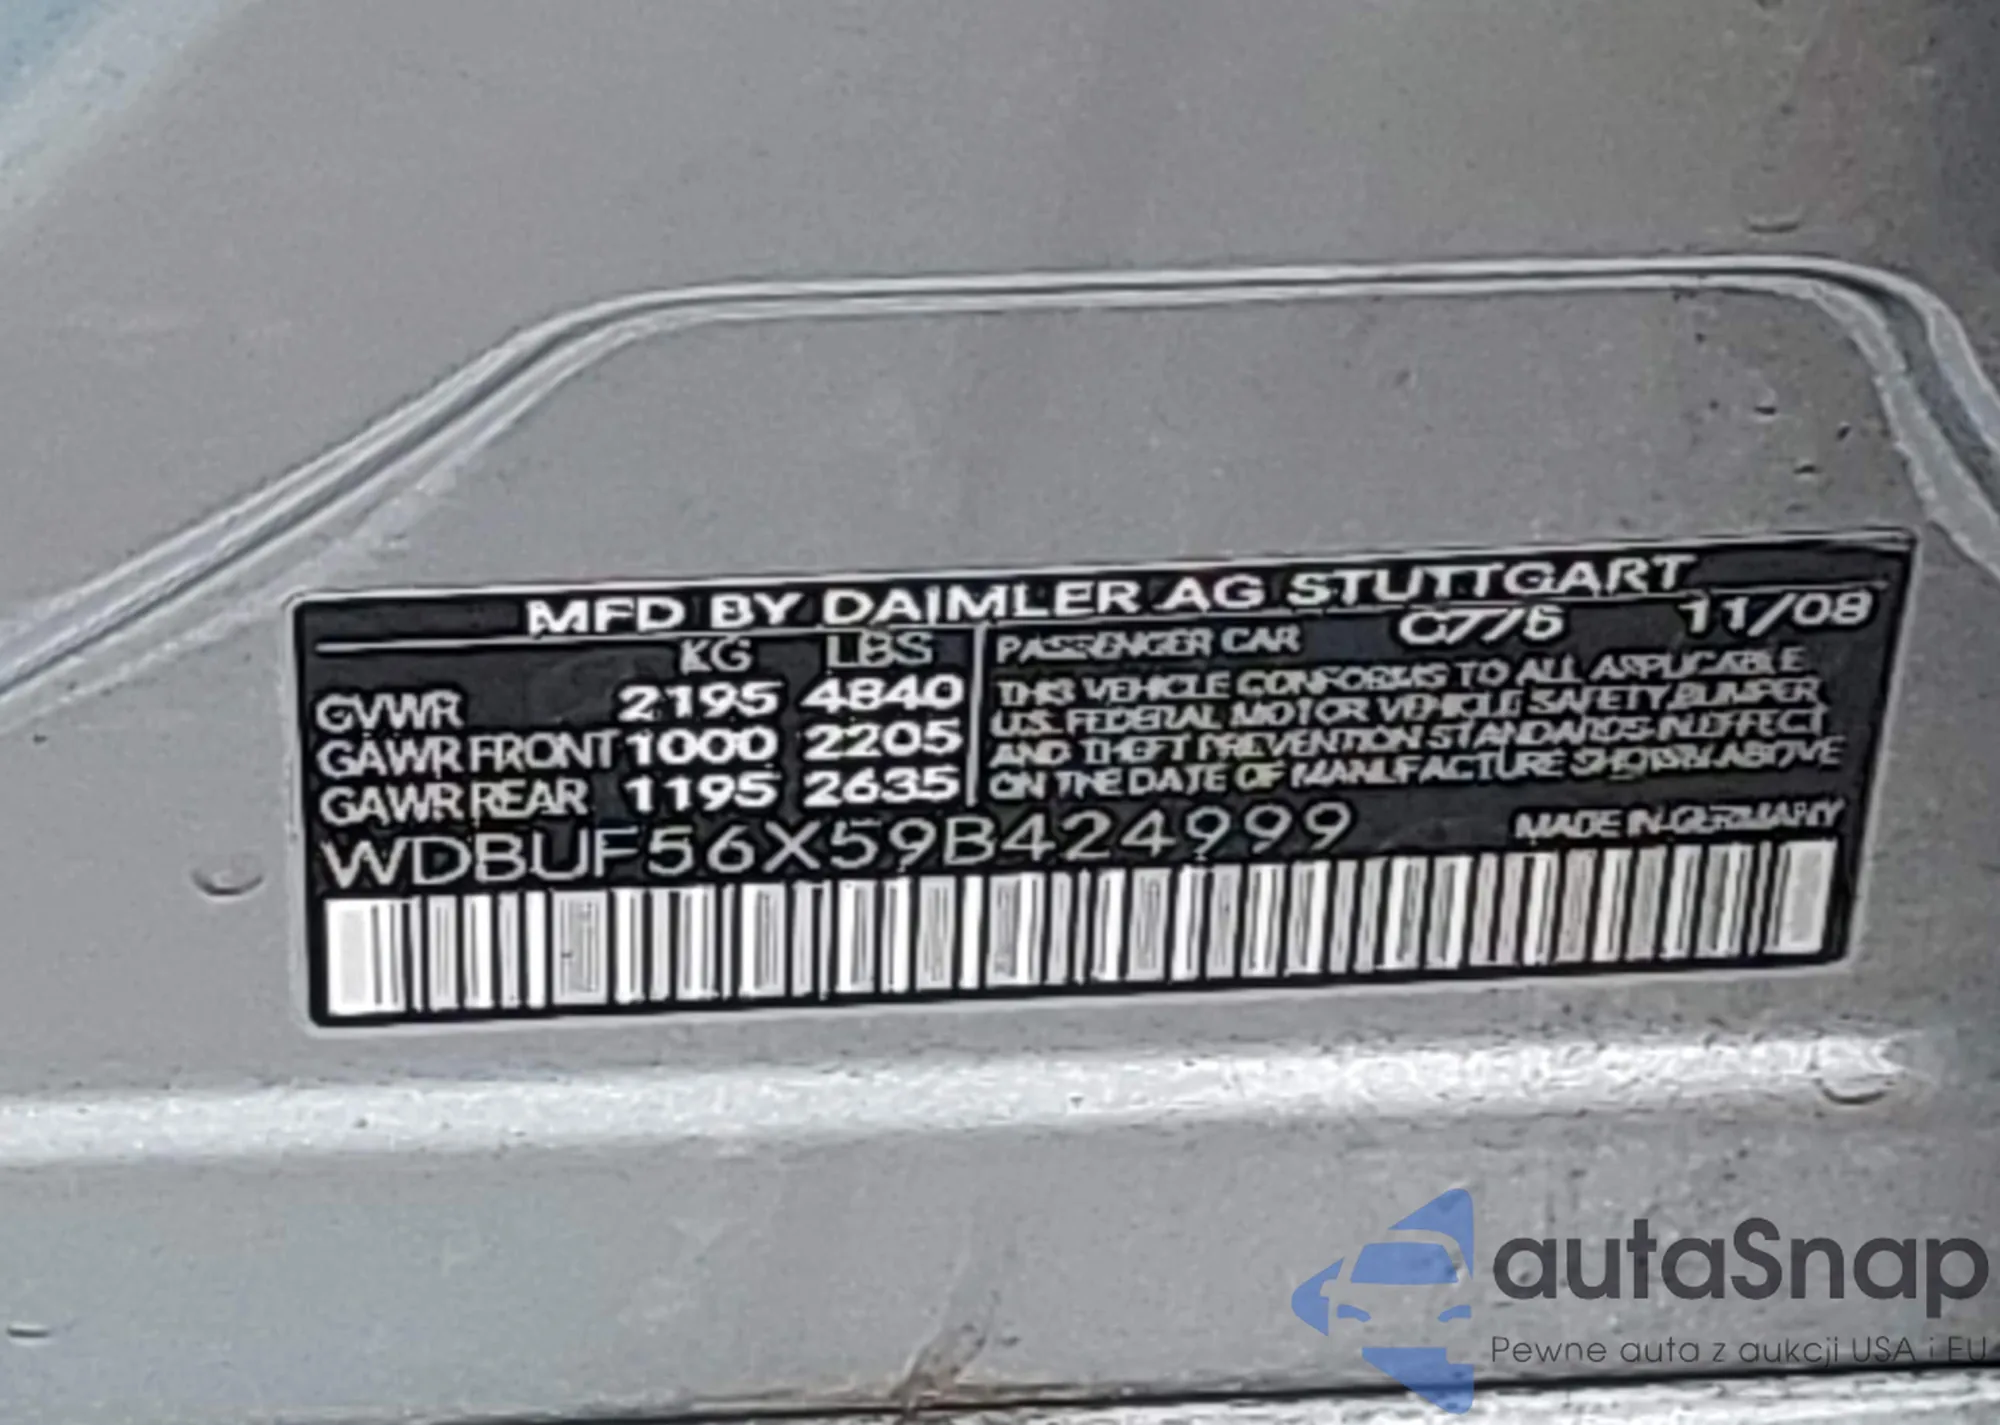 MFD BY DAIMLER AG STUTTGART
KG LBS
GVWR 2195 4840
GAWR FRONT 1000 2205
GAWR REAR 1195 2635
PASSENGER CAR C775 11/08
THIS VEHICLE CONFORMS TO ALL APPLICABLE
U.S. FEDERAL MOTOR VEHICLE SAFETY, BUMPER
AND THEFT PREVENTION STANDARDS IN EFFECT
ON THE DATE OF MANUFACTURE SHOWN ABOVE
WDBUF56X59B424999
MADE IN GERMANY
autaSnap
Pewne auta z aukcji USA i EU